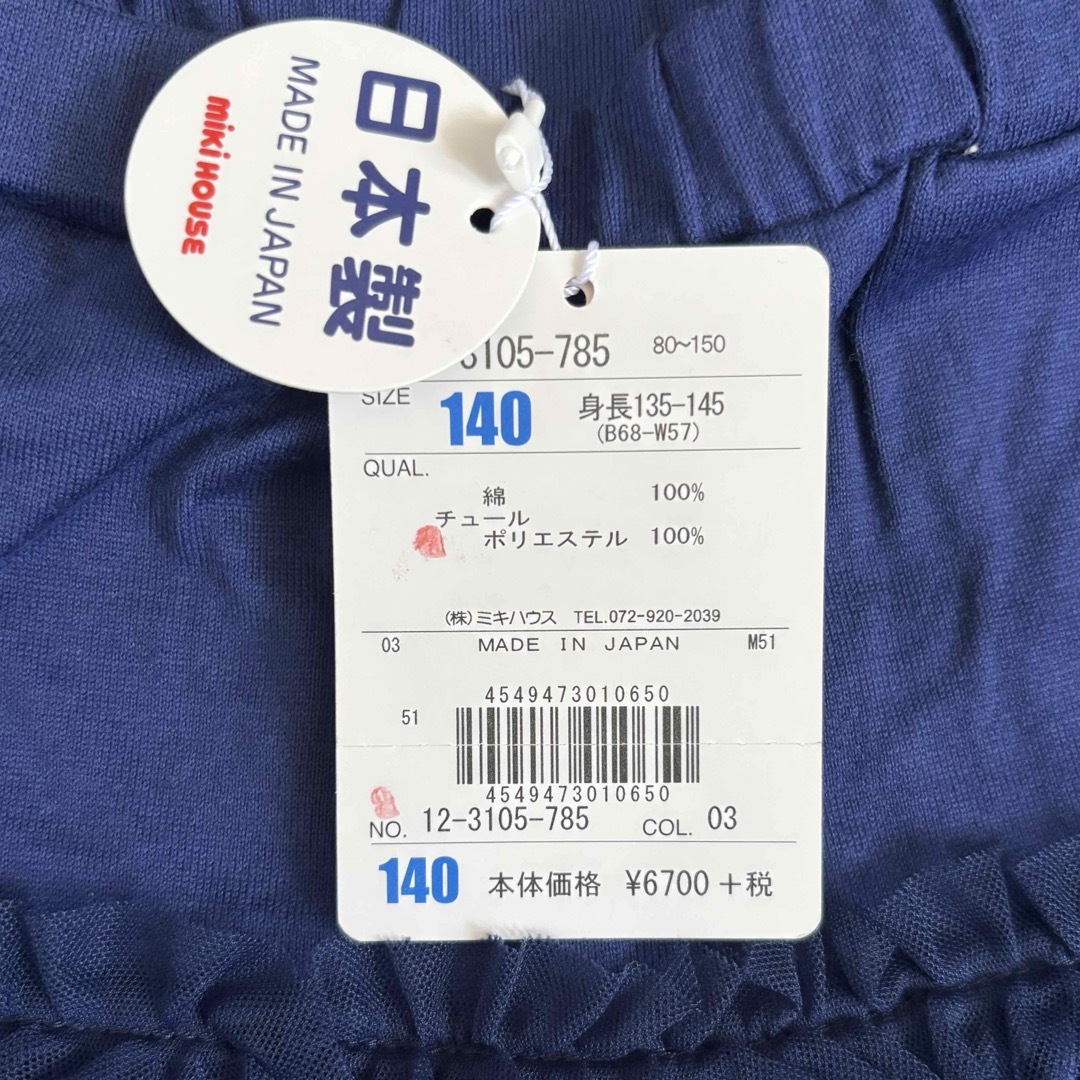 日本製
MADE IN JAPAN
miKiHOUSE
3105-785 80~150
SIZE 140 身長135-145
(B68-W57)
QUAL.
綿 100%
チュール
ポリエステル 100%
(株)ミキハウス TEL.072-920-2039
03 MADE IN JAPAN M51
4549473010650
51
4549473010650
NO. 12-3105-785 COL. 03
140 本体価格 ¥6700+税